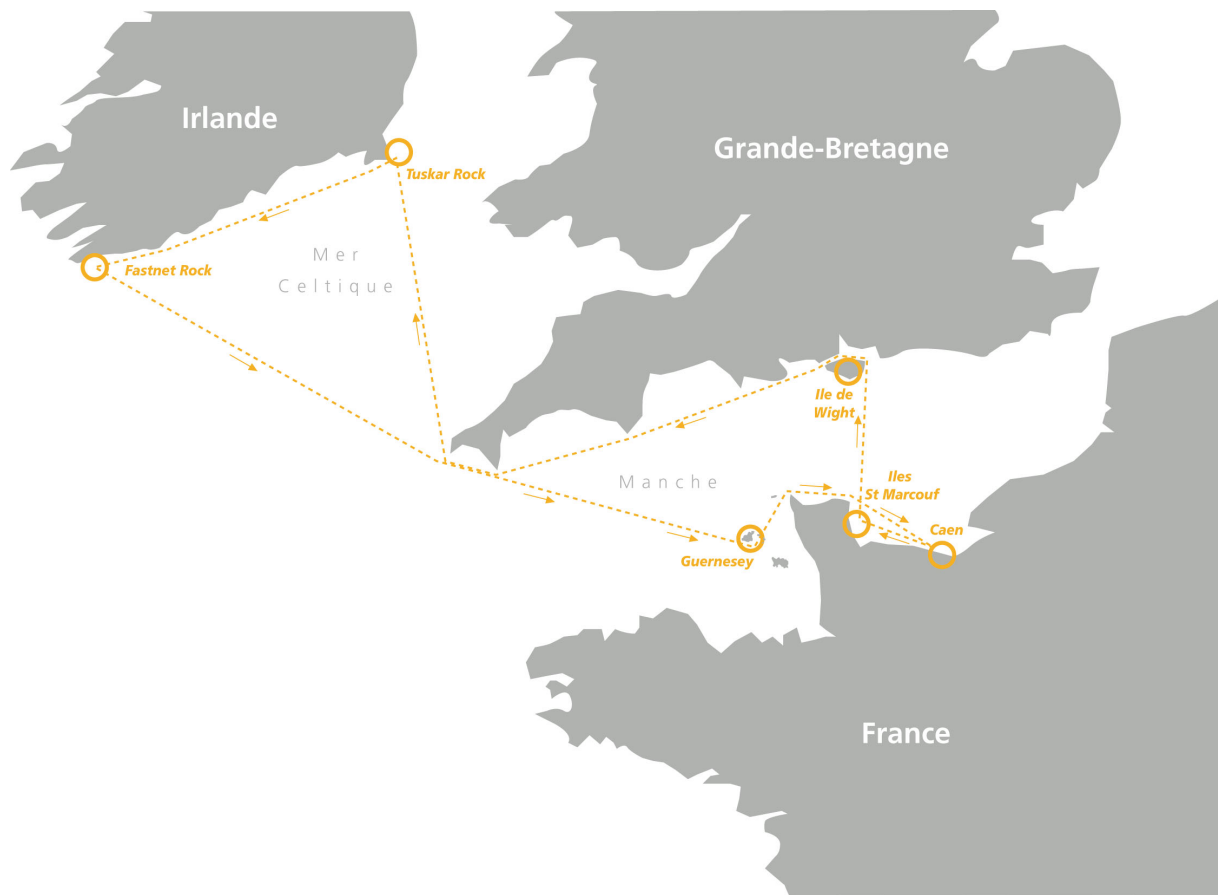 Irlande
Grande-Bretagne
Tuskar Rock
Mer
Celtique
Fastnet Rock
Ile de
Wight
Manche
Iles
St Marcouf
Caen
Guernesey
France